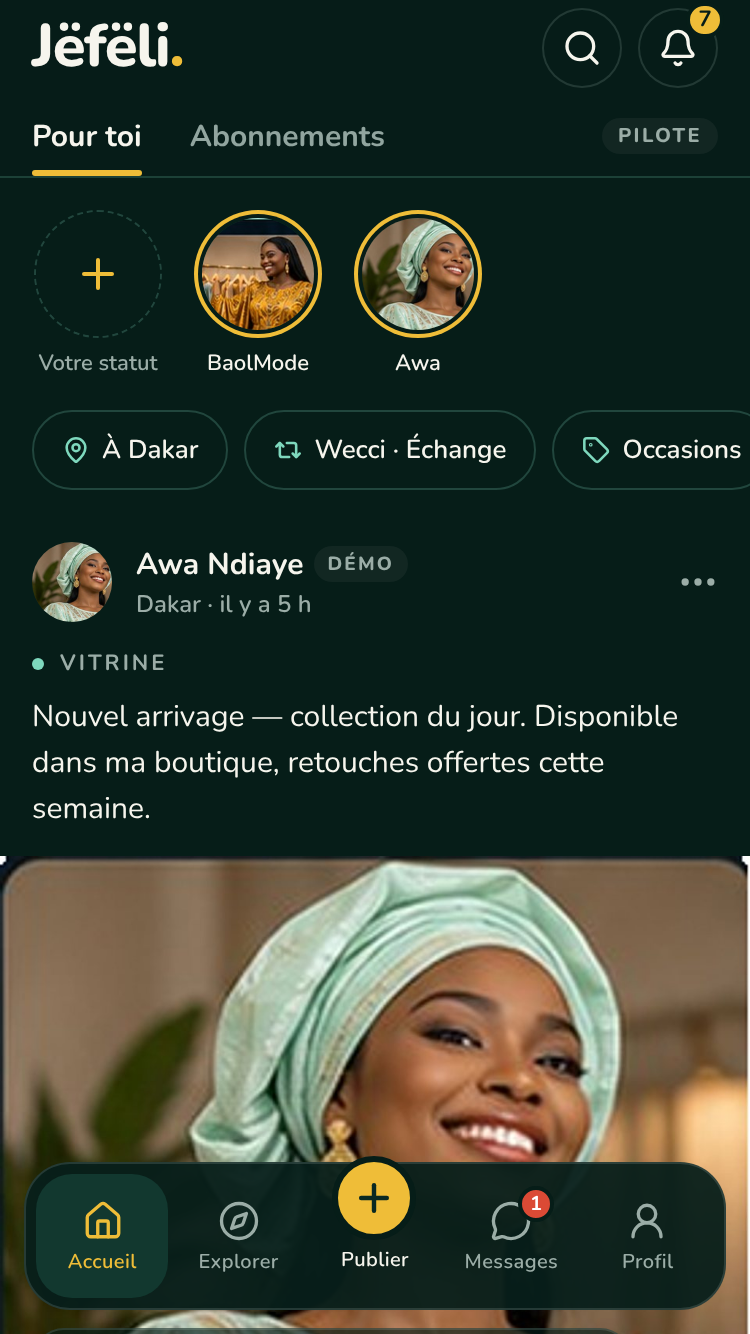 Jëfëli.
7
Pour toi
Abonnements
PILOTE
Votre statut
BaolMode
Awa
À Dakar
Wecci · Échange
Occasions
Awa Ndiaye DÉMO
Dakar · il y a 5 h
VITRINE
Nouvel arrivage — collection du jour. Disponible
dans ma boutique, retouches offertes cette
semaine.
Accueil
Explorer
Publier
1
Messages
Profil